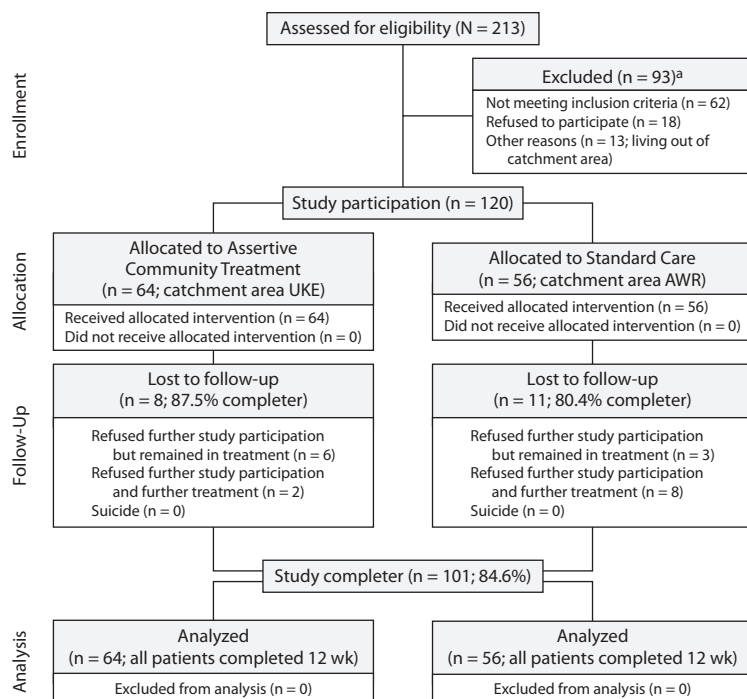 Assessed for eligibility (N = 213)
Excluded (n = 93)a
Not meeting inclusion criteria (n = 62)
Refused to participate (n = 18)
Other reasons (n = 13; living out of
catchment area)
Enrollment
Study participation (n = 120)
Allocation
Allocated to Assertive
Community Treatment
(n = 64; catchment area UKE)
Received allocated intervention (n = 64)
Did not receive allocated intervention (n = 0)
Allocated to Standard Care
(n = 56; catchment area AWR)
Received allocated intervention (n = 56)
Did not receive allocated intervention (n = 0)
Follow-Up
Lost to follow-up
(n = 8; 87.5% completer)
Refused further study participation
but remained in treatment (n = 6)
Refused further study participation
and further treatment (n = 2)
Suicide (n = 0)
Lost to follow-up
(n = 11; 80.4% completer)
Refused further study participation
but remained in treatment (n = 3)
Refused further study participation
and further treatment (n = 8)
Suicide (n = 0)
Study completer (n = 101; 84.6%)
Analysis
Analyzed
(n = 64; all patients completed 12 wk)
Excluded from analysis (n = 0)
Analyzed
(n = 56; all patients completed 12 wk)
Excluded from analysis (n = 0)